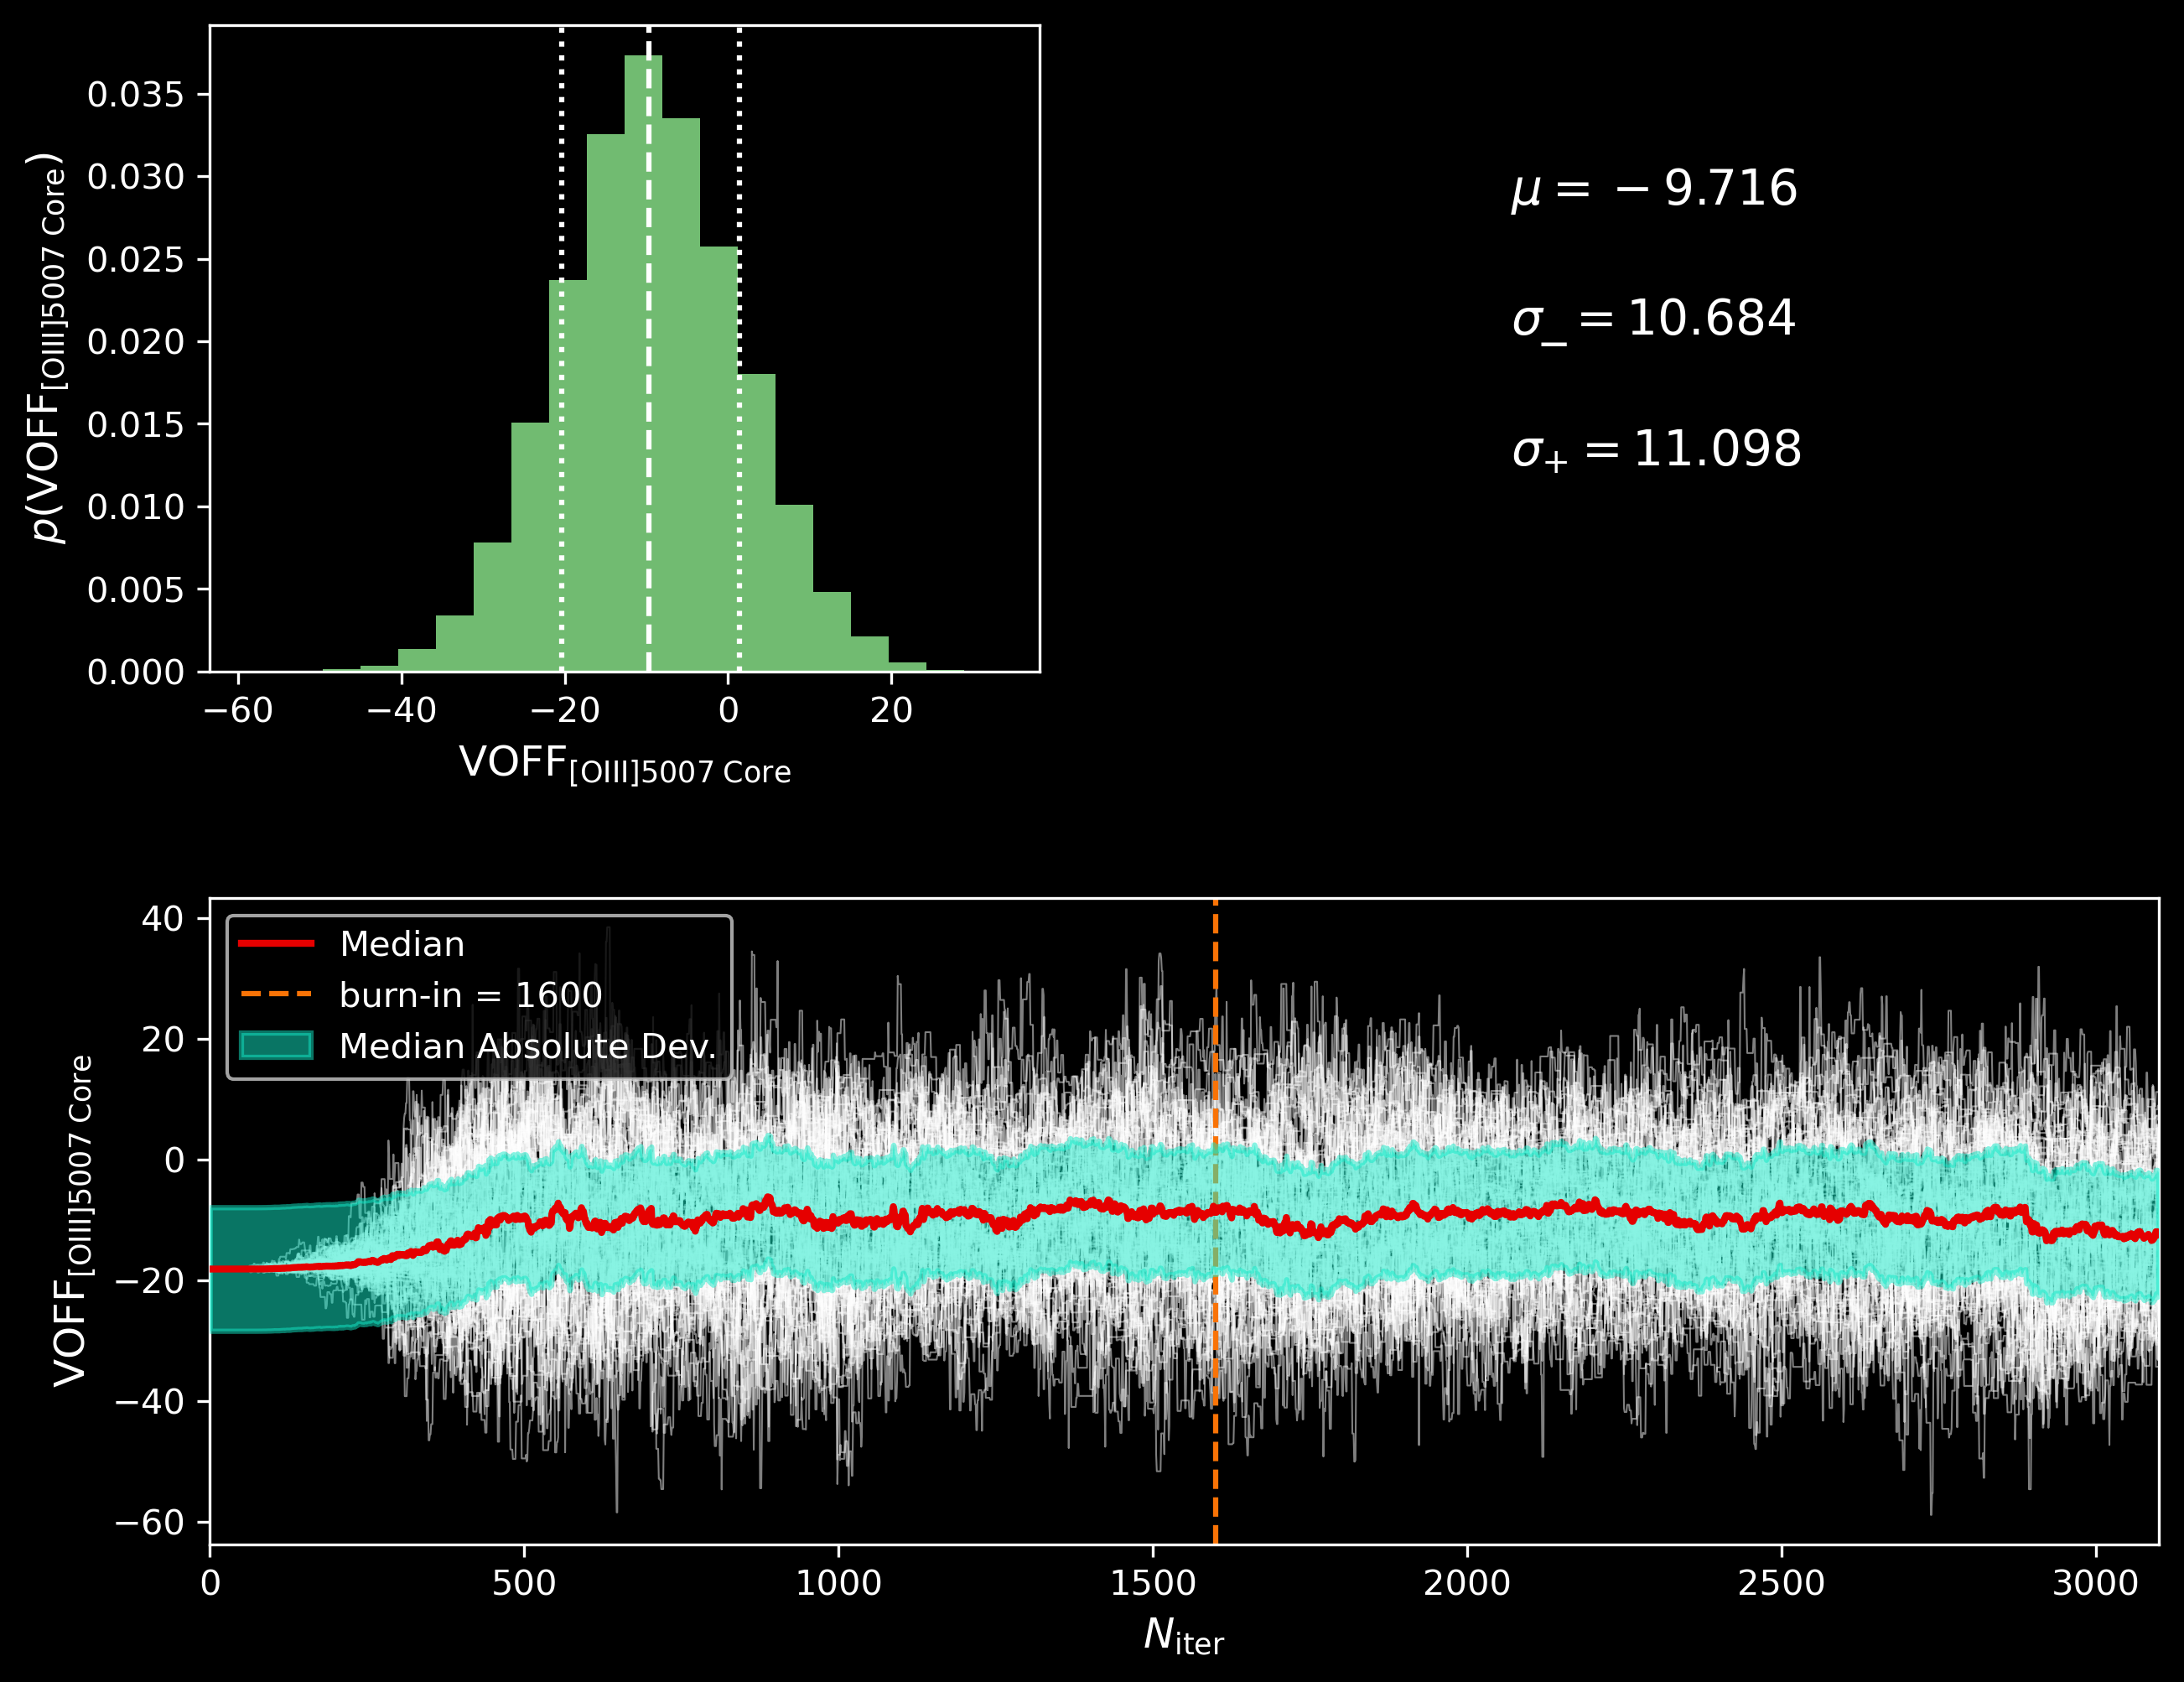 0.035
0.030
0.025
0.020
0.015
0.010
0.005
0.000
p(VOFF[OIII]5007 Core)
−60 −40 −20 0 20
VOFF[OIII]5007 Core
μ = − 9.716
σ− = 10.684
σ+ = 11.098
40
20
0
−20
−40
−60
VOFF[OIII]5007 Core
Median
burn-in = 1600
Median Absolute Dev.
0 500 1000 1500 2000 2500 3000
Niter